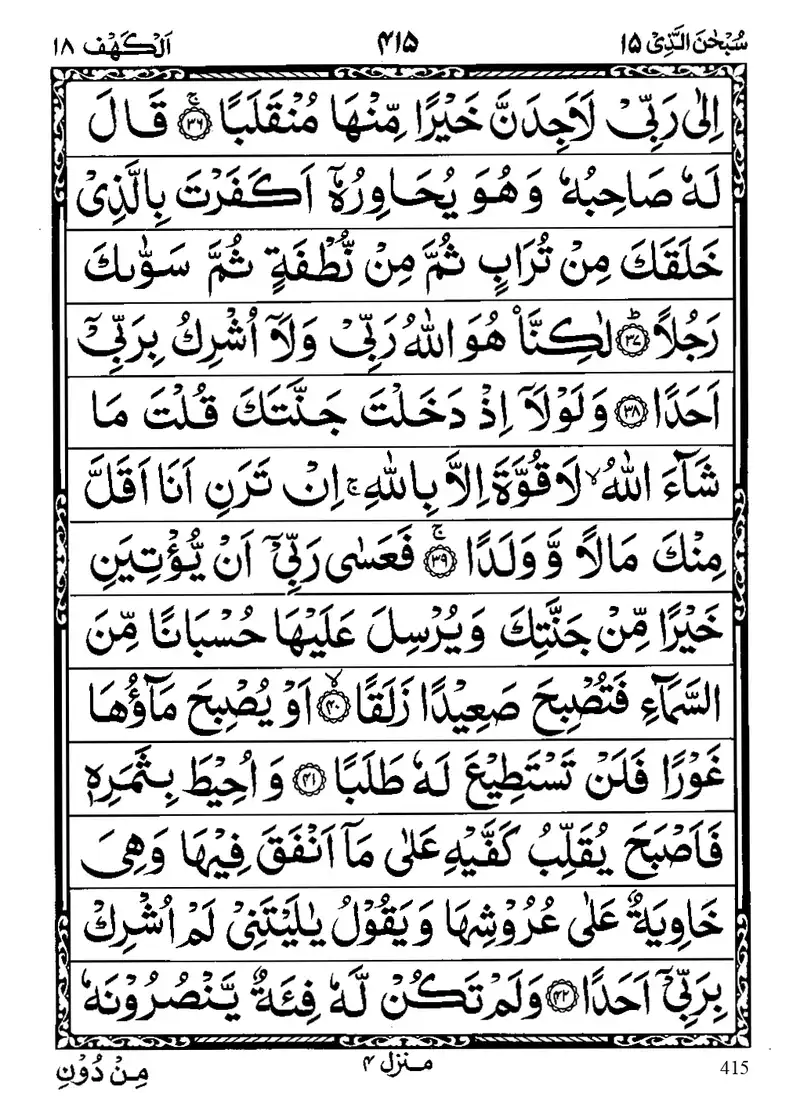 سُبْحٰنَ الَّذِیْ ۱۵
۴۱۵
اَلْكَهْف ۱۸
اِلٰی رَبِّیْ لَاَجِدَنَّ خَیْرًا مِّنْهَا مُنْقَلَبًا ۚ ﴿۳۶﴾ قَالَ
لَهٗ صَاحِبُهٗ وَهُوَ یُحَاوِرُهٗۤ اَكَفَرْتَ بِالَّذِیْ
خَلَقَكَ مِنْ تُرَابٍ ثُمَّ مِنْ نُّطْفَةٍ ثُمَّ سَوّٰىكَ
رَجُلًا ؕ ﴿۳۷﴾ لٰكِنَّا۠ هُوَ اللّٰهُ رَبِّیْ وَلَاۤ اُشْرِكُ بِرَبِّیْۤ
اَحَدًا ﴿۳۸﴾ وَلَوْلَاۤ اِذْ دَخَلْتَ جَنَّتَكَ قُلْتَ مَا
شَآءَ اللّٰهُ ۙ لَا قُوَّةَ اِلَّا بِاللّٰهِ ۚ اِنْ تَرَنِ اَنَا اَقَلَّ
مِنْكَ مَالًا وَّ وَلَدًا ۚ ﴿۳۹﴾ فَعَسٰی رَبِّیْۤ اَنْ یُّؤْتِیَنِ
خَیْرًا مِّنْ جَنَّتِكَ وَیُرْسِلَ عَلَیْهَا حُسْبَانًا مِّنَ
السَّمَآءِ فَتُصْبِحَ صَعِیْدًا زَلَقًا ۙ ﴿۴۰﴾ اَوْ یُصْبِحَ مَآؤُهَا
غَوْرًا فَلَنْ تَسْتَطِیْعَ لَهٗ طَلَبًا ﴿۴۱﴾ وَاُحِیْطَ بِثَمَرِهٖ
فَاَصْبَحَ یُقَلِّبُ كَفَّیْهِ عَلٰی مَاۤ اَنْفَقَ فِیْهَا وَهِیَ
خَاوِیَةٌ عَلٰی عُرُوْشِهَا وَیَقُوْلُ یٰلَیْتَنِیْ لَمْ اُشْرِكْ
بِرَبِّیْۤ اَحَدًا ﴿۴۲﴾ وَلَمْ تَكُنْ لَّهٗ فِئَةٌ یَّنْصُرُوْنَهٗ
مِنْ دُوْنِ
منزل ۴
415